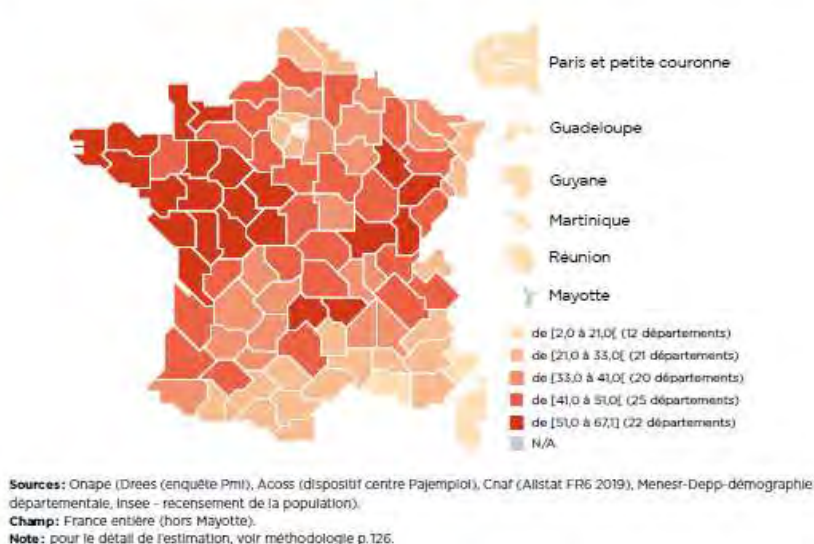 Paris et petite couronne
Guadeloupe
Guyane
Martinique
Réunion
Mayotte
de [2,0 à 21,0[ (12 départements)
de [21,0 à 33,0[ (21 départements)
de [33,0 à 41,0[ (20 départements)
de [41,0 à 51,0[ (25 départements)
de [51,0 à 67,1] (22 départements)
N/A
Sources: Onape (Drees (enquête Pmi), Acoss (dispositif centre Pajemploi), Cnaf (Allstat FR6 2019), Menesr-Depp-démographie
départementale, Insee - recensement de la population).
Champ: France entière (hors Mayotte).
Note: pour le détail de l'estimation, voir méthodologie p.126.